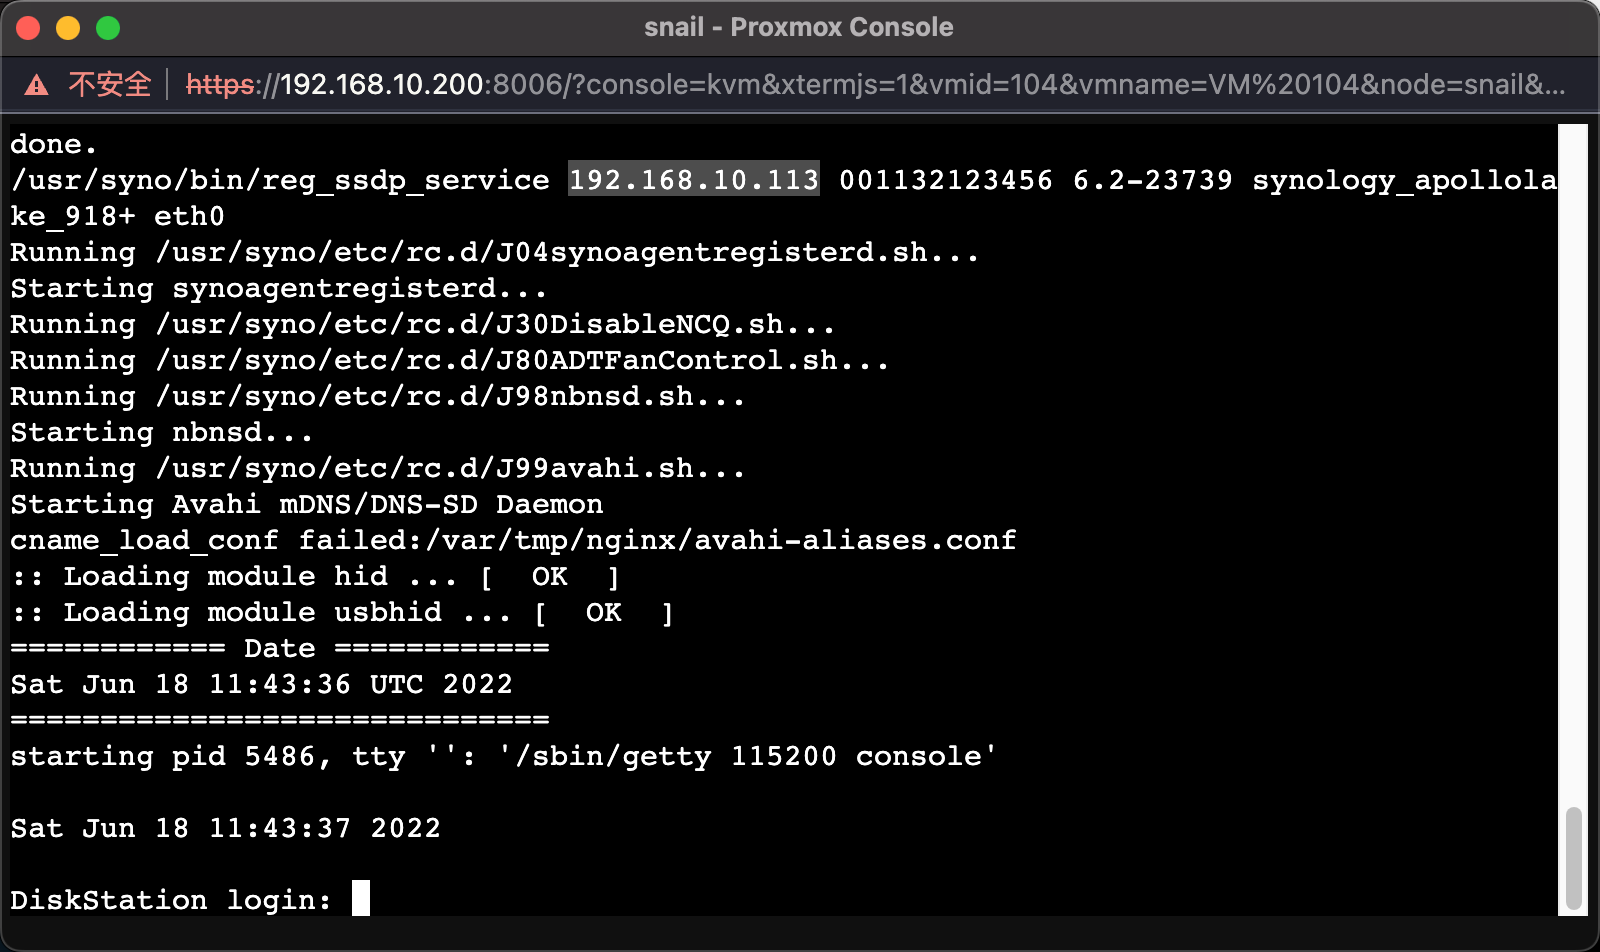 snail - Proxmox Console
不安全 https://192.168.10.200:8006/?console=kvm&xtermjs=1&vmid=104&vmname=VM%20104&node=snail&...
done.
/usr/syno/bin/reg_ssdp_service 192.168.10.113 001132123456 6.2-23739 synology_apollola
ke_918+ eth0
Running /usr/syno/etc/rc.d/J04synoagentregisterd.sh...
Starting synoagentregisterd...
Running /usr/syno/etc/rc.d/J30DisableNCQ.sh...
Running /usr/syno/etc/rc.d/J80ADTFanControl.sh...
Running /usr/syno/etc/rc.d/J98nbnsd.sh...
Starting nbnsd...
Running /usr/syno/etc/rc.d/J99avahi.sh...
Starting Avahi mDNS/DNS-SD Daemon
cname_load_conf failed:/var/tmp/nginx/avahi-aliases.conf
:: Loading module hid ... [  OK  ]
:: Loading module usbhid ... [  OK  ]
============ Date ============
Sat Jun 18 11:43:36 UTC 2022
==============================
starting pid 5486, tty '': '/sbin/getty 115200 console'
Sat Jun 18 11:43:37 2022
DiskStation login: